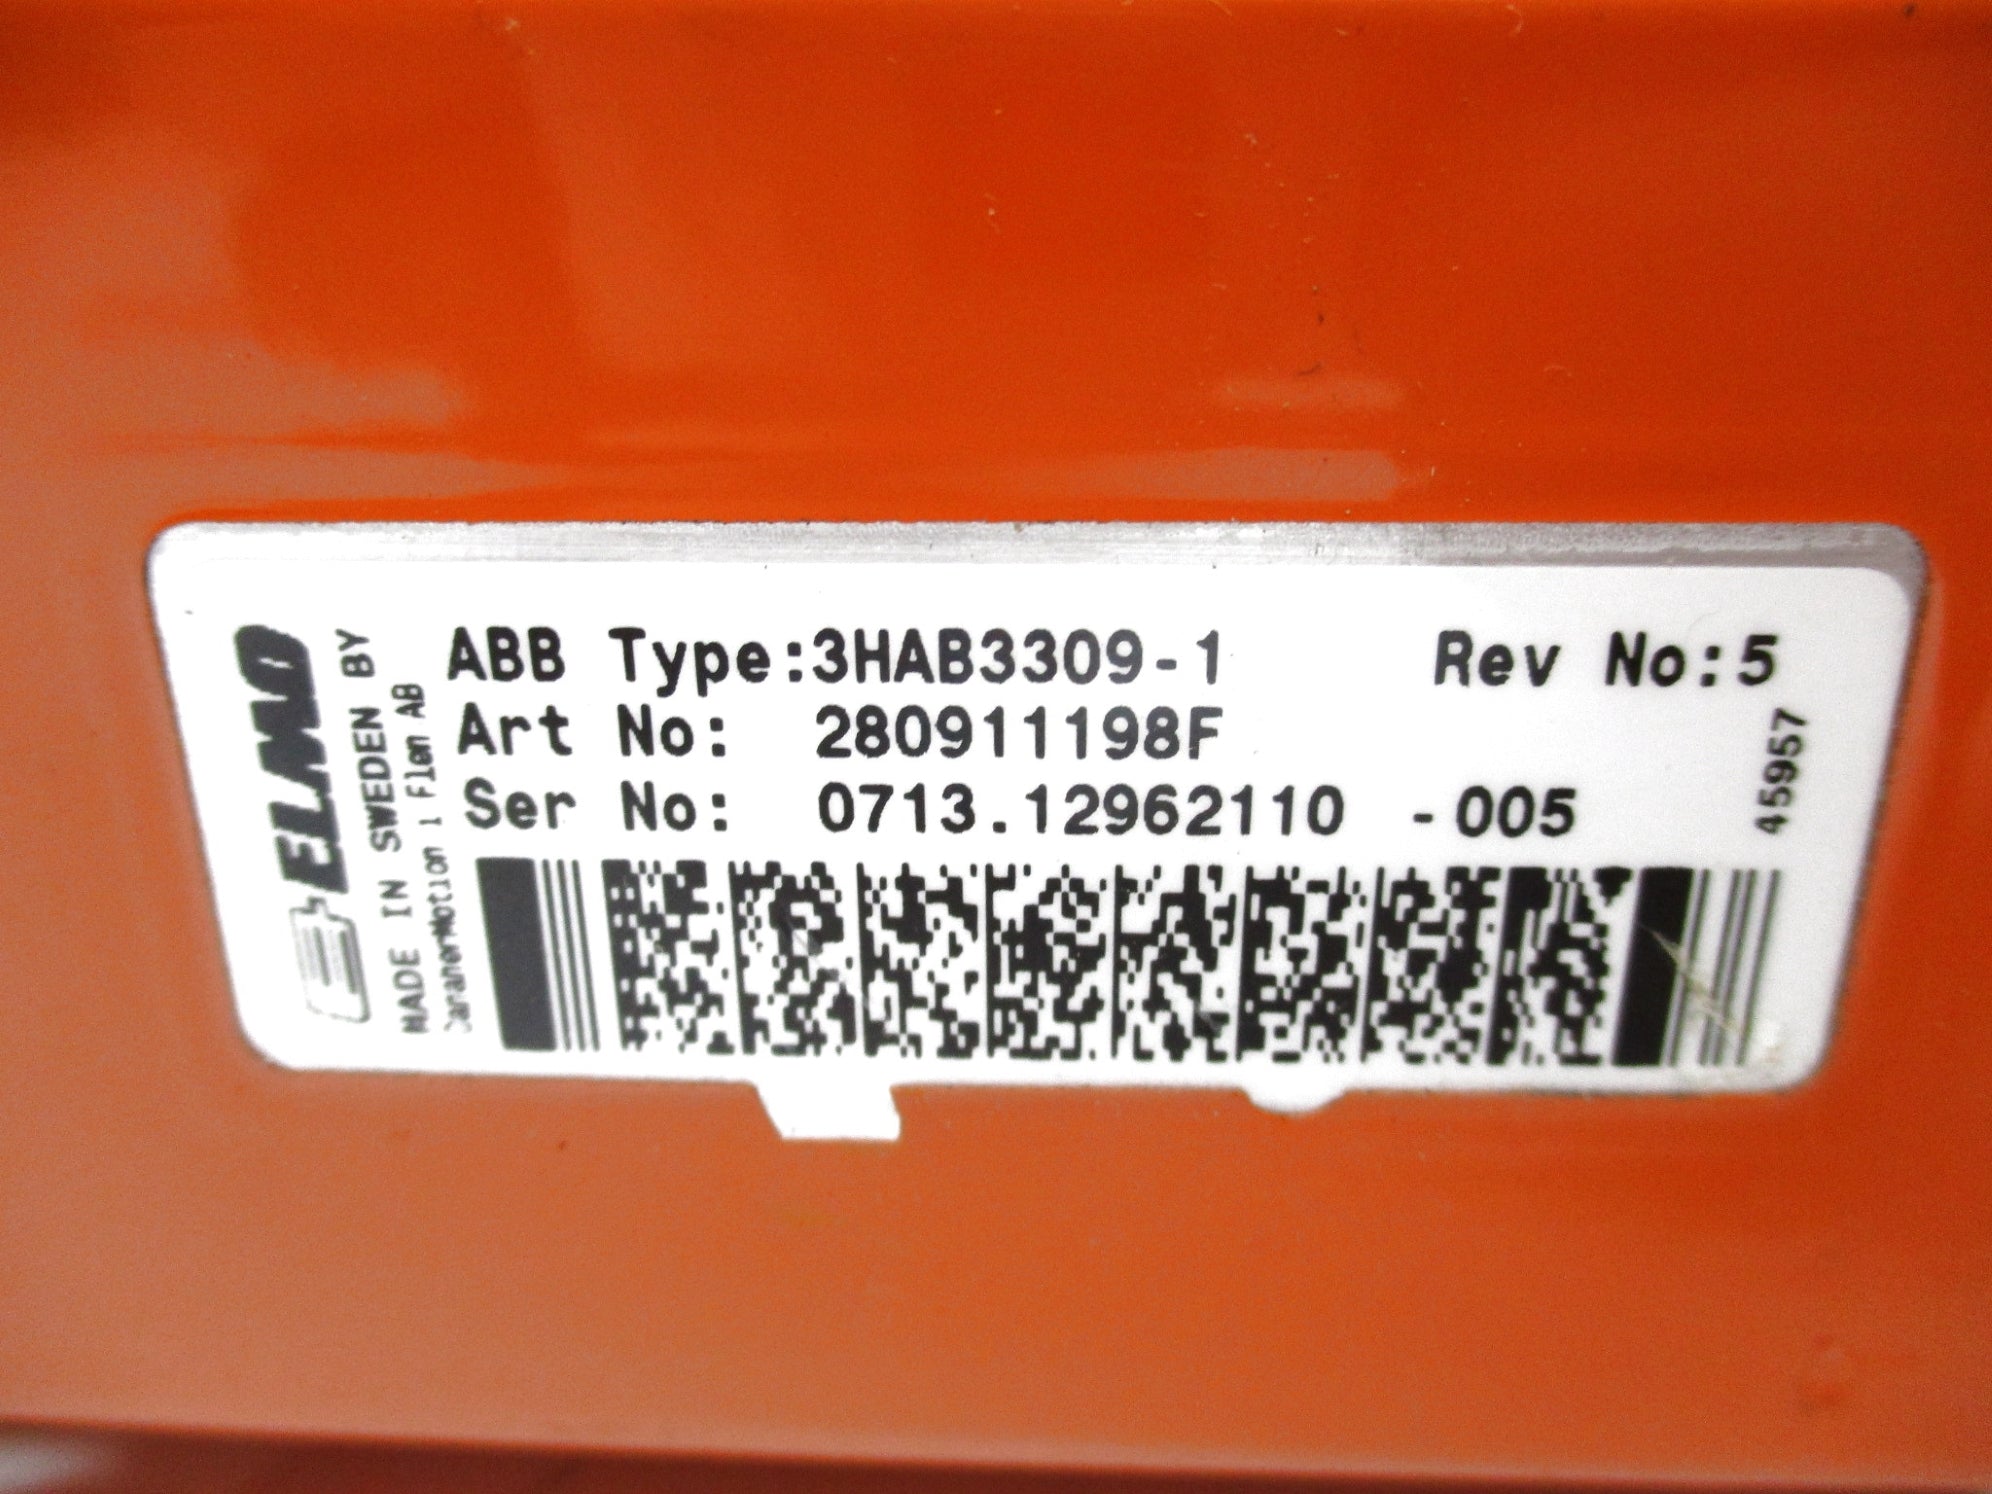 ELMO
MADE IN SWEDEN BY
DanaherMotion i Flen AB
ABB Type:3HAB3309-1 Rev No:5
Art No: 280911198F
Ser No: 0713.12962110 -005
45957